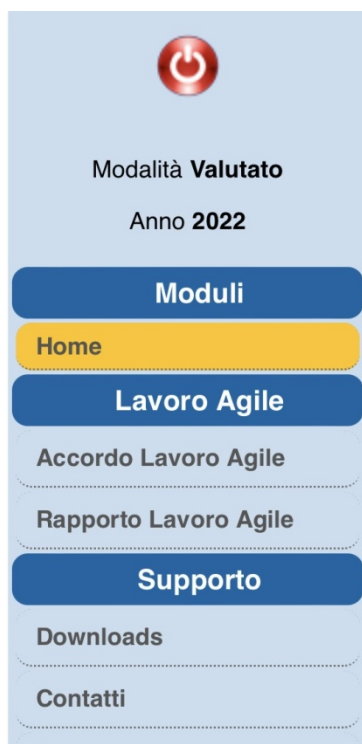 Modalità Valutato
Anno 2022
Moduli
Home
Lavoro Agile
Accordo Lavoro Agile
Rapporto Lavoro Agile
Supporto
Downloads
Contatti